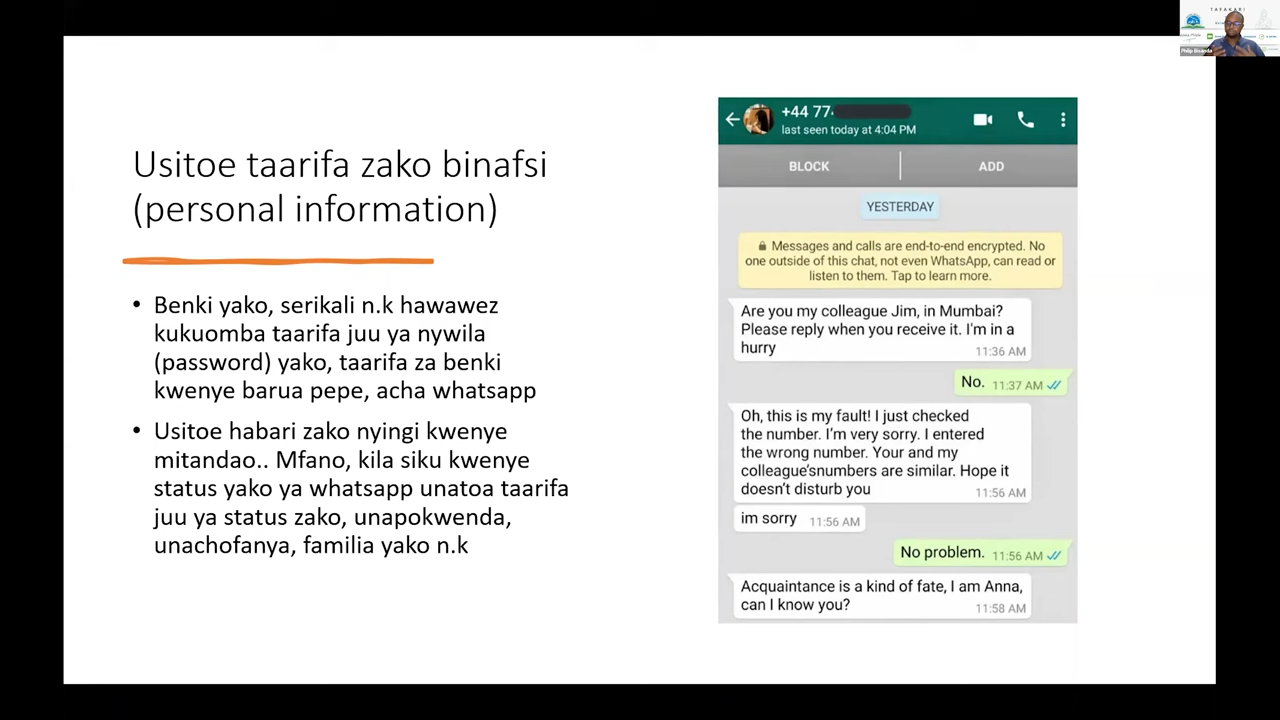 Usitoe taarifa zako binafsi
(personal information)
• Benki yako, serikali n.k hawawez
kukuomba taarifa juu ya nywila
(password) yako, taarifa za benki
kwenye barua pepe, acha whatsapp
• Usitoe habari zako nyingi kwenye
mitandao.. Mfano, kila siku kwenye
status yako ya whatsapp unatoa taarifa
juu ya status zako, unapokwenda,
unachofanya, familia yako n.k
+44 77
last seen today at 4:04 PM
BLOCK ADD
YESTERDAY
Messages and calls are end-to-end encrypted. No
one outside of this chat, not even WhatsApp, can read or
listen to them. Tap to learn more.
Are you my colleague Jim, in Mumbai?
Please reply when you receive it. I'm in a
hurry 11:36 AM
No. 11:37 AM
Oh, this is my fault! I just checked
the number. I'm very sorry. I entered
the wrong number. Your and my
colleague'snumbers are similar. Hope it
doesn't disturb you 11:56 AM
im sorry 11:56 AM
No problem. 11:56 AM
Acquaintance is a kind of fate, I am Anna,
can I know you? 11:58 AM
TAFAKARI
Philip Bisanda